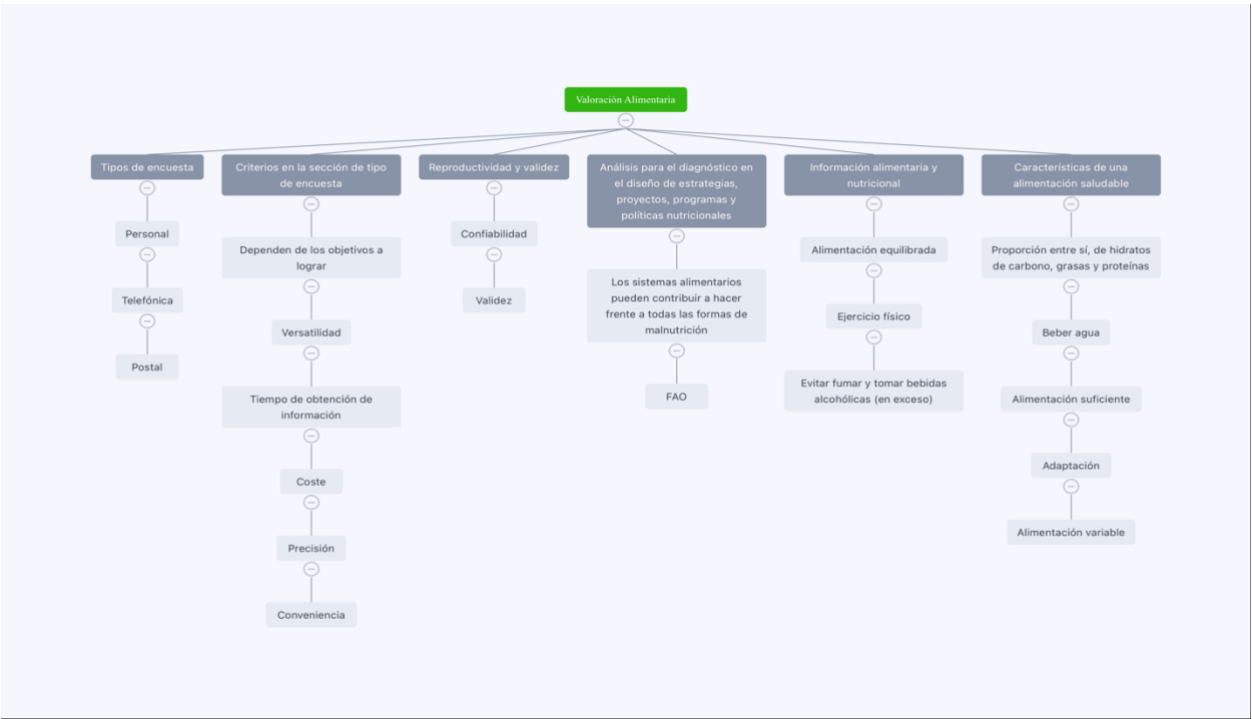 Valoración Alimentaria
Tipos de encuesta
Personal
Telefónica
Postal
Criterios en la sección de tipo
de encuesta
Dependen de los objetivos a
lograr
Versatilidad
Tiempo de obtención de
información
Coste
Precisión
Conveniencia
Reproductividad y validez
Confiabilidad
Validez
Análisis para el diagnóstico en
el diseño de estrategias,
proyectos, programas y
políticas nutricionales
Los sistemas alimentarios
pueden contribuir a hacer
frente a todas las formas de
malnutrición
FAO
Información alimentaria y
nutricional
Alimentación equilibrada
Ejercicio físico
Evitar fumar y tomar bebidas
alcohólicas (en exceso)
Características de una
alimentación saludable
Proporción entre sí, de hidratos
de carbono, grasas y proteínas
Beber agua
Alimentación suficiente
Adaptación
Alimentación variable